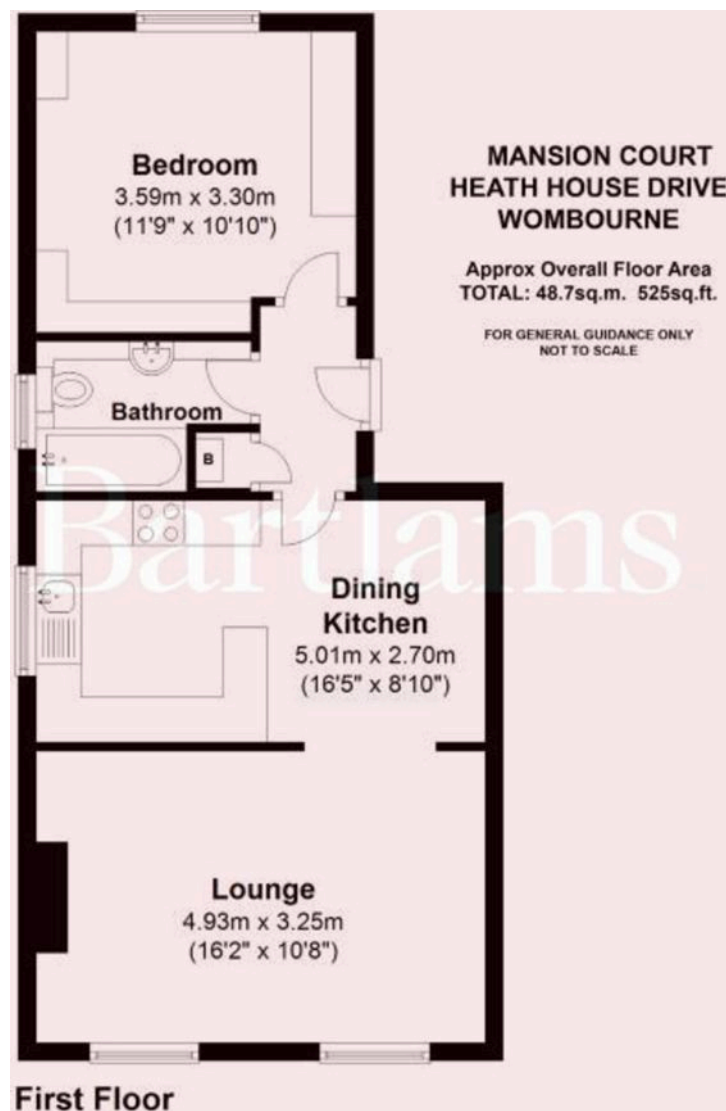 Bedroom
3.59m x 3.30m
(11'9" x 10'10")
MANSION COURT
HEATH HOUSE DRIVE
WOMBOURNE
Approx Overall Floor Area
TOTAL: 48.7sq.m. 525sq.ft.
FOR GENERAL GUIDANCE ONLY
NOT TO SCALE
Bathroom
B
Bartlams
Dining
Kitchen
5.01m x 2.70m
(16'5" x 8'10")
Lounge
4.93m x 3.25m
(16'2" x 10'8")
First Floor